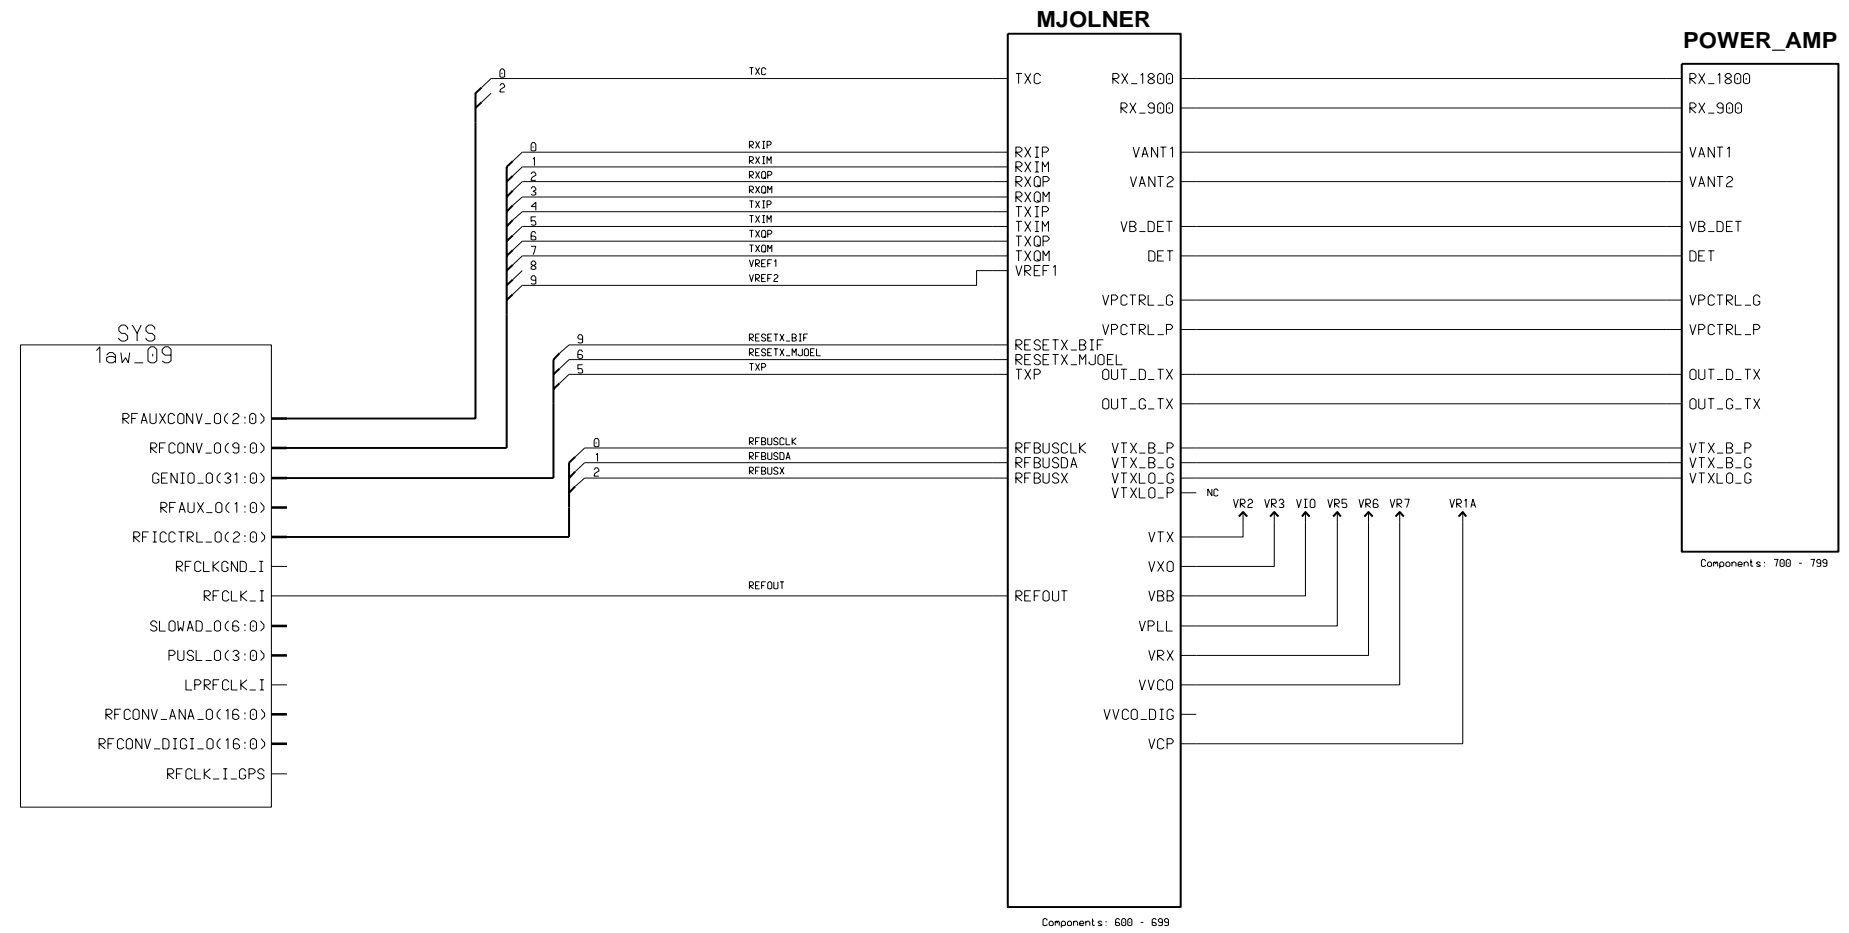 MJOLNER
POWER_AMP
0 TXC TXC RX_1800 RX_1800
2
RX_900 RX_900
0 RXIP RXIP VANT1 VANT1
1 RXIM RXIM
2 RXQP RXQP VANT2 VANT2
3 RXQM RXQM
4 TXIP TXIP
5 TXIM TXIM VB_DET VB_DET
6 TXQP TXQP
7 TXQM TXQM DET DET
8 VREF1 VREF1
9 VREF2
VPCTRL_G VPCTRL_G
VPCTRL_P VPCTRL_P
SYS
1aw_09
9 RESETX_BIF RESETX_BIF
6 RESETX_MJOEL RESETX_MJOEL
5 TXP TXP OUT_D_TX OUT_D_TX
OUT_G_TX OUT_G_TX
RFAUXCONV_O(2:0)
RFCONV_O(9:0) 0 RFBUSCLK RFBUSCLK VTX_B_P VTX_B_P
1 RFBUSDA RFBUSDA VTX_B_G VTX_B_G
GENIO_O(31:0) 2 RFBUSX RFBUSX VTXLO_G VTXLO_G
VTXLO_P NC
VR2 VR3 VIO VR5 VR6 VR7 VR1A
RFAUX_O(1:0)
RFICCTRL_O(2:0) VTX
Components: 700 - 799
RFCLKGND_I VXO
RFCLK_I REFOUT REFOUT VBB
SLOWAD_O(6:0) VPLL
PUSL_O(3:0) VRX
LPRFCLK_I VVCO
RFCONV_ANA_O(16:0) VVCO_DIG
RFCONV_DIGI_O(16:0) VCP
RFCLK_I_GPS
Components: 600 - 699